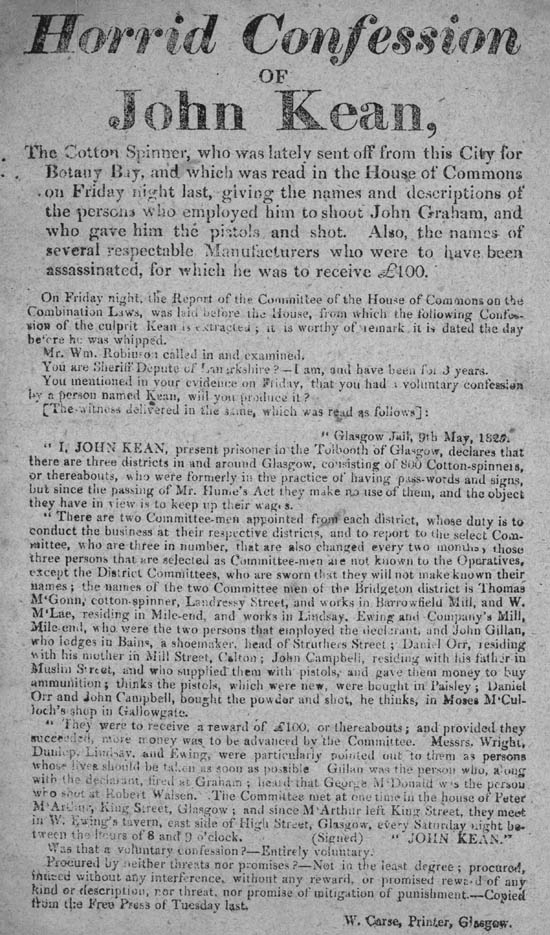 Horrid Confession
OF
John Kean,
The Cotton Spinner, who was lately sent off from this City for
Botany Bay, and which was read in the House of Commons
on Friday night last, giving the names and descriptions of
the persons who employed him to shoot John Graham, and
who gave him the pistols and shot. Also, the names of
several respectable Manufacturers who were to have been
assassinated, for which he was to receive £100.
On Friday night, the Report of the Committee of the House of Commons on the
Combination Laws, was laid before the House, from which the following Confes-
sion of the culprit Kean is extracted; it is worthy of remark it is dated the day
before he was whipped.
Mr. Wm. Robinson called in and examined.
You are Sheriff Depute of Lanarkshire?—I am, and have been for 3 years.
You mentioned in your evidence on Friday, that you had a voluntary confession
by a person named Kean, will you produce it?
[The witness delivered in the same, which was read as follows]:
"Glasgow Jail, 9th May, 1825.
"I, JOHN KEAN, present prisoner in the Tolbooth of Glasgow, declares that
there are three districts in and around Glasgow, consisting of 800 Cotton-spinners,
or thereabouts, who were formerly in the practice of having pass-words and signs,
but since the passing of Mr. Hume's Act they make no use of them, and the object
they have in view is to keep up their wages.
"There are two Committee-men appointed from each district, whose duty is to
conduct the business at their respective districts, and to report to the select Com-
mittee, who are three in number, that are also changed every two months, those
three persons that are selected as Committee-men are not known to the Operatives,
except the District Committees, who are sworn that they will not make known their
names; the names of the two Committee men of the Bridgeton district is Thomas
M'Gonn, cotton-spinner, Landressy Street, and works in Barrowfield Mill, and W.
M'Lae, residing in Mile-end, and works in Lindsay, Ewing and Company's Mill,
Mile-end, who were the two persons that employed the declarant, and John Gillan,
who lodges in Bains, a shoemaker, head of Struthers Street; Daniel Orr, residing
with his mother in Mill Street, Calton; John Campbell, residing with his father in
Muslin Street, and who supplied them with pistols, and gave them money to buy
ammunition; thinks the pistols, which were new, were bought in Paisley; Daniel
Orr and John Campbell, bought the powder and shot, he thinks, in Moses M'Cul-
loch's shop in Gallowgate.
"They were to receive a reward of £100, or thereabouts; and provided they
succeeded, more money was to be advanced by the Committee. Messrs. Wright,
Dunlop, Lindsay, and Ewing, were particularly pointed out to them as persons
whose lives should be taken as soon as possible Gillan was the person who, along
with the declarant, fired at Graham; heard that George M'Donald was the person
who shot at Robert Watsen. The Committee met at one time in the house of Peter
M'Arthur, King Street, Glasgow; and since M'Arthur left King Street, they meet
in W. Ewing's tavern, east side of High Street, Glasgow, every Saturday night be-
tween the hours of 8 and 9 o'clock. (Signed) "JOHN KEAN."
Was that a voluntary confession?—Entirely voluntary.
Procured by neither threats nor promises?—Not in the least degree; procured,
indeed without any interference, without any reward, or promised reward of any
kind or description, nor threat, nor promise of mitigation of punishment.—Copied
from the Free Press of Tuesday last.
W. Carse, Printer, Glasgow.